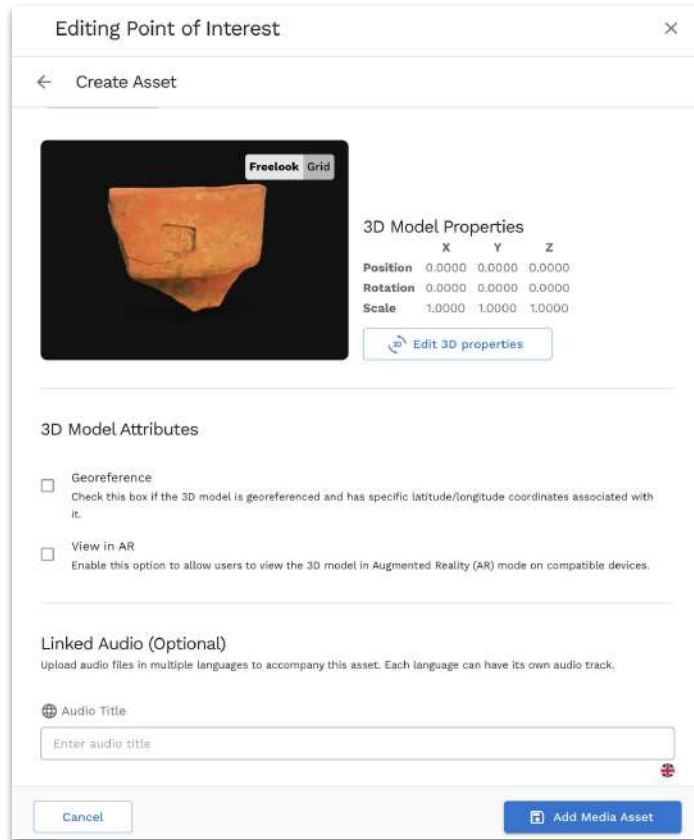 Editing Point of Interest
Create Asset
Freelook Grid
3D Model Properties
X Y Z
Position 0.0000 0.0000 0.0000
Rotation 0.0000 0.0000 0.0000
Scale 1.0000 1.0000 1.0000
3D Edit 3D properties
3D Model Attributes
Georeference
Check this box if the 3D model is georeferenced and has specific latitude/longitude coordinates associated with
it.
View in AR
Enable this option to allow users to view the 3D model in Augmented Reality (AR) mode on compatible devices.
Linked Audio (Optional)
Upload audio files in multiple languages to accompany this asset. Each language can have its own audio track.
Audio Title
Enter audio title
Cancel
Add Media Asset